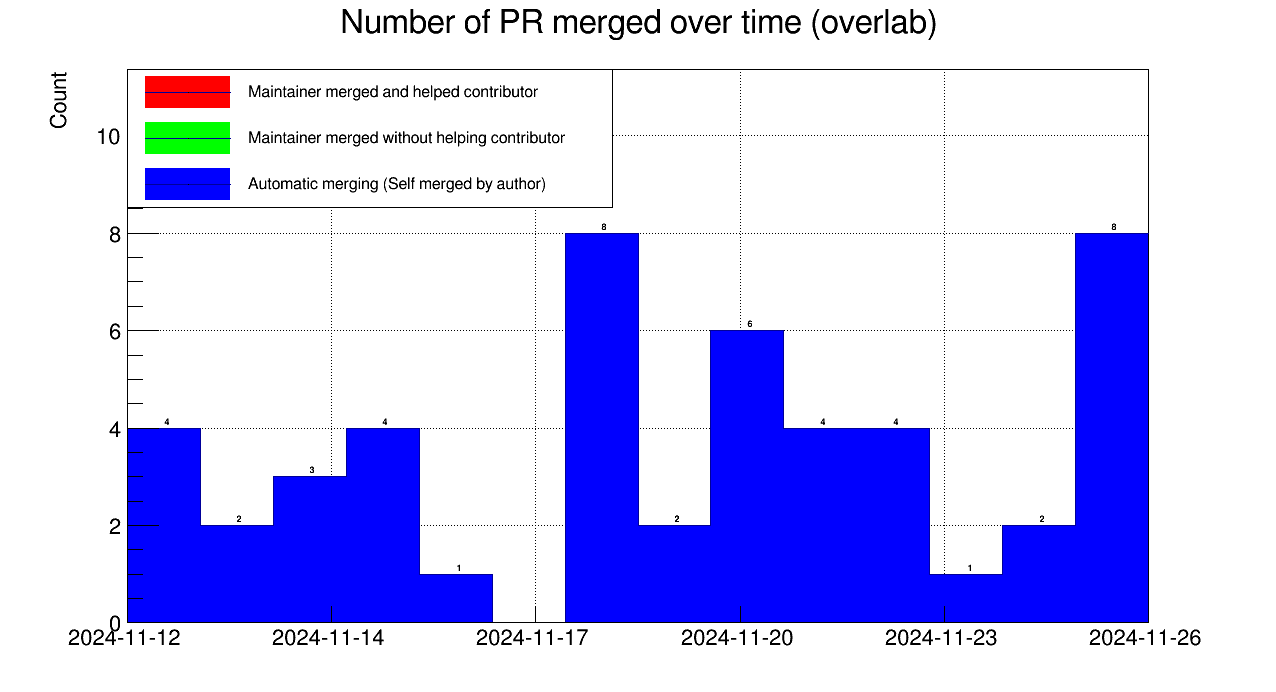 Number of PR merged over time (overlab)
Count
Maintainer merged and helped contributor
Maintainer merged without helping contributor
Automatic merging (Self merged by author)
10
8
6
4
2
0
4 2 3 4 1 8 2 6 4 4 1 2 8
2024-11-12 2024-11-14 2024-11-17 2024-11-20 2024-11-23 2024-11-26